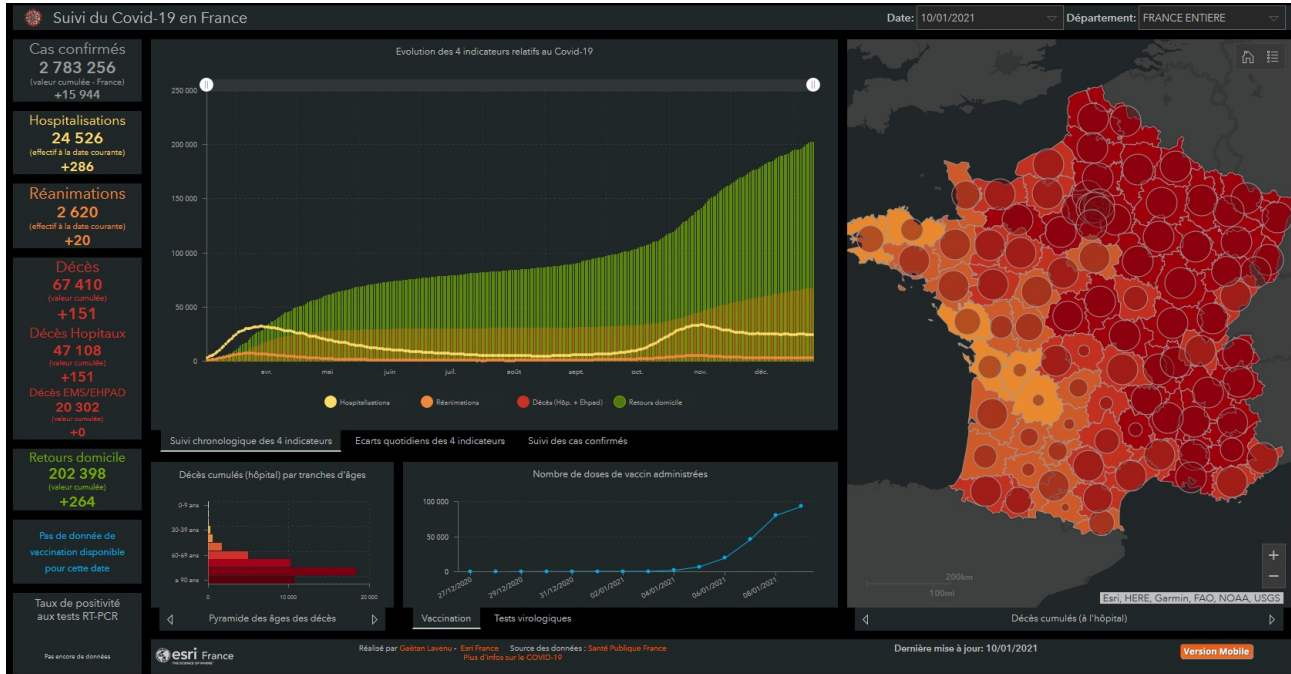 Suivi du Covid-19 en France
Date: 10/01/2021
Département: FRANCE ENTIERE
Cas confirmés
2 783 256
(valeur cumulée - France)
+15 944
Hospitalisations
24 526
(effectif à la date courante)
+286
Réanimations
2 620
(effectif à la date courante)
+20
Décès
67 410
(valeur cumulée)
+151
Décès Hopitaux
47 108
(valeur cumulée)
+151
Décès EMS/EHPAD
20 302
(valeur cumulée)
+0
Retours domicile
202 398
(valeur cumulée)
+264
Pas de donnée de
vaccination disponible
pour cette date
Taux de positivité
aux tests RT-PCR
Pas encore de données
Evolution des 4 indicateurs relatifs au Covid-19
250 000
200 000
150 000
100 000
50 000
0
avr. mai juin juil. août sept. oct. nov. déc.
Hospitalisations Réanimations Décès (Hôp. + Ehpad) Retours domicile
Suivi chronologique des 4 indicateurs Ecarts quotidiens des 4 indicateurs Suivi des cas confirmés
Décès cumulés (hôpital) par tranches d'âges
0-9 ans
30-39 ans
60-69 ans
≥ 90 ans
0 10 000 20 000
Pyramide des âges des décès
Nombre de doses de vaccin administrées
100 000
50 000
0
27/12/2020 29/12/2020 31/12/2020 02/01/2021 04/01/2021 06/01/2021 08/01/2021
Vaccination Tests virologiques
200km
100mi
Esri, HERE, Garmin, FAO, NOAA, USGS
Décès cumulés (à l'hôpital)
esri France
THE SCIENCE OF WHERE
Réalisé par Gaëtan Lavenu - Esri France Source des données : Santé Publique France
Plus d'infos sur le COVID-19
Dernière mise à jour: 10/01/2021
Version Mobile